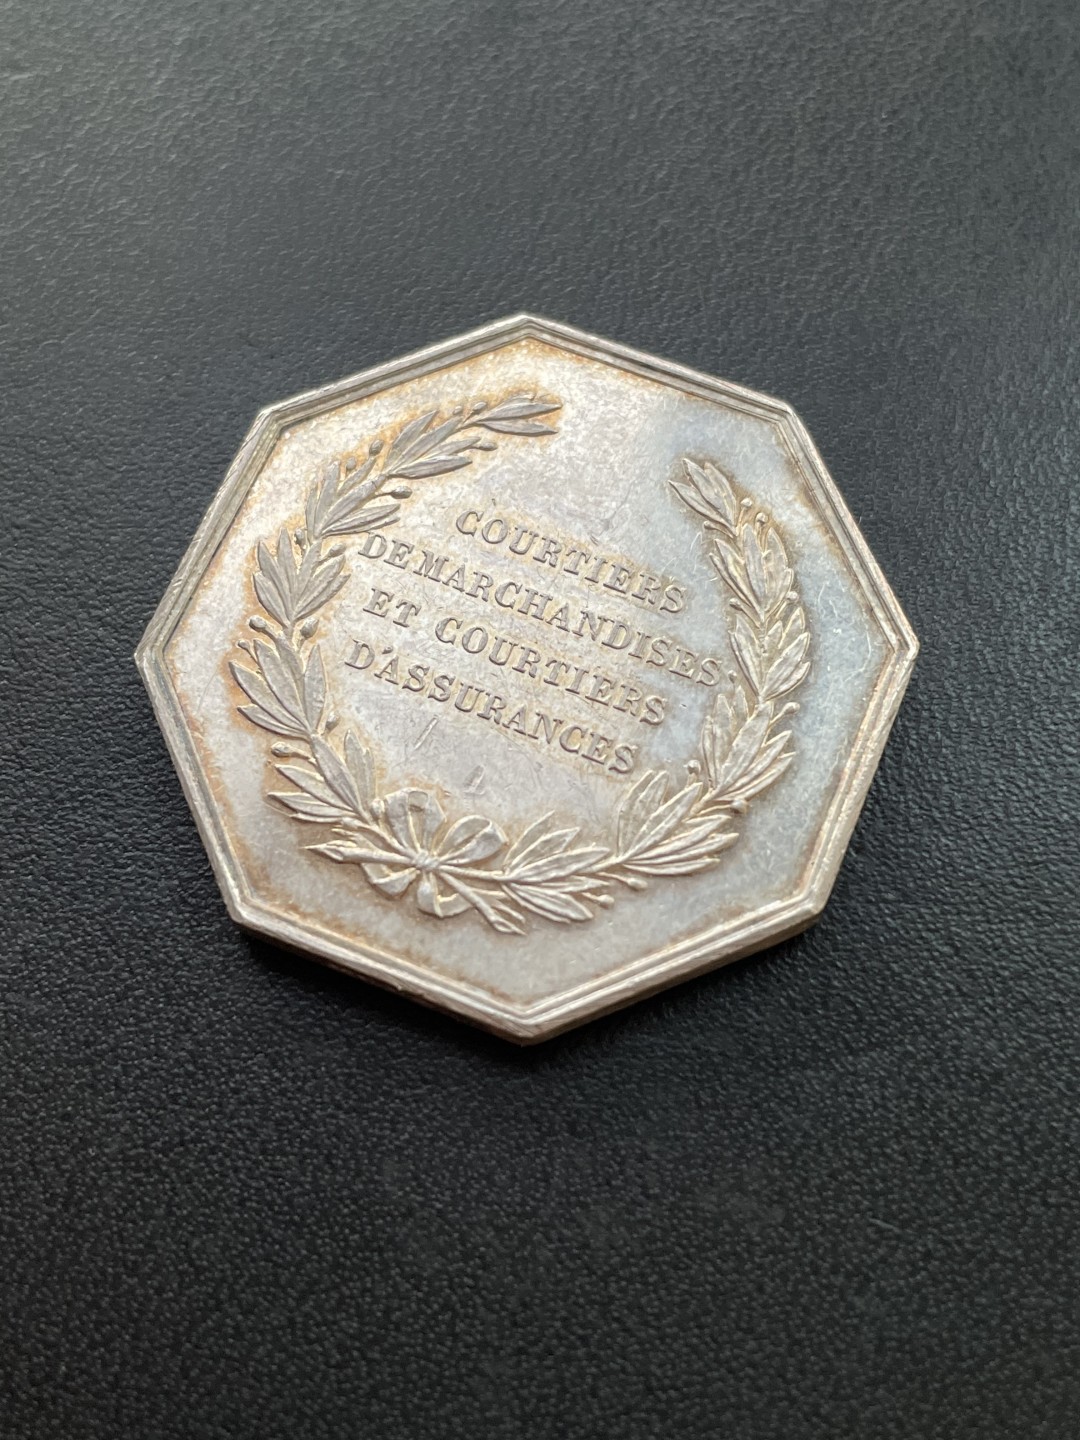 COURTIERS
DE MARCHANDISES
ET COURTIERS
D'ASSURANCES